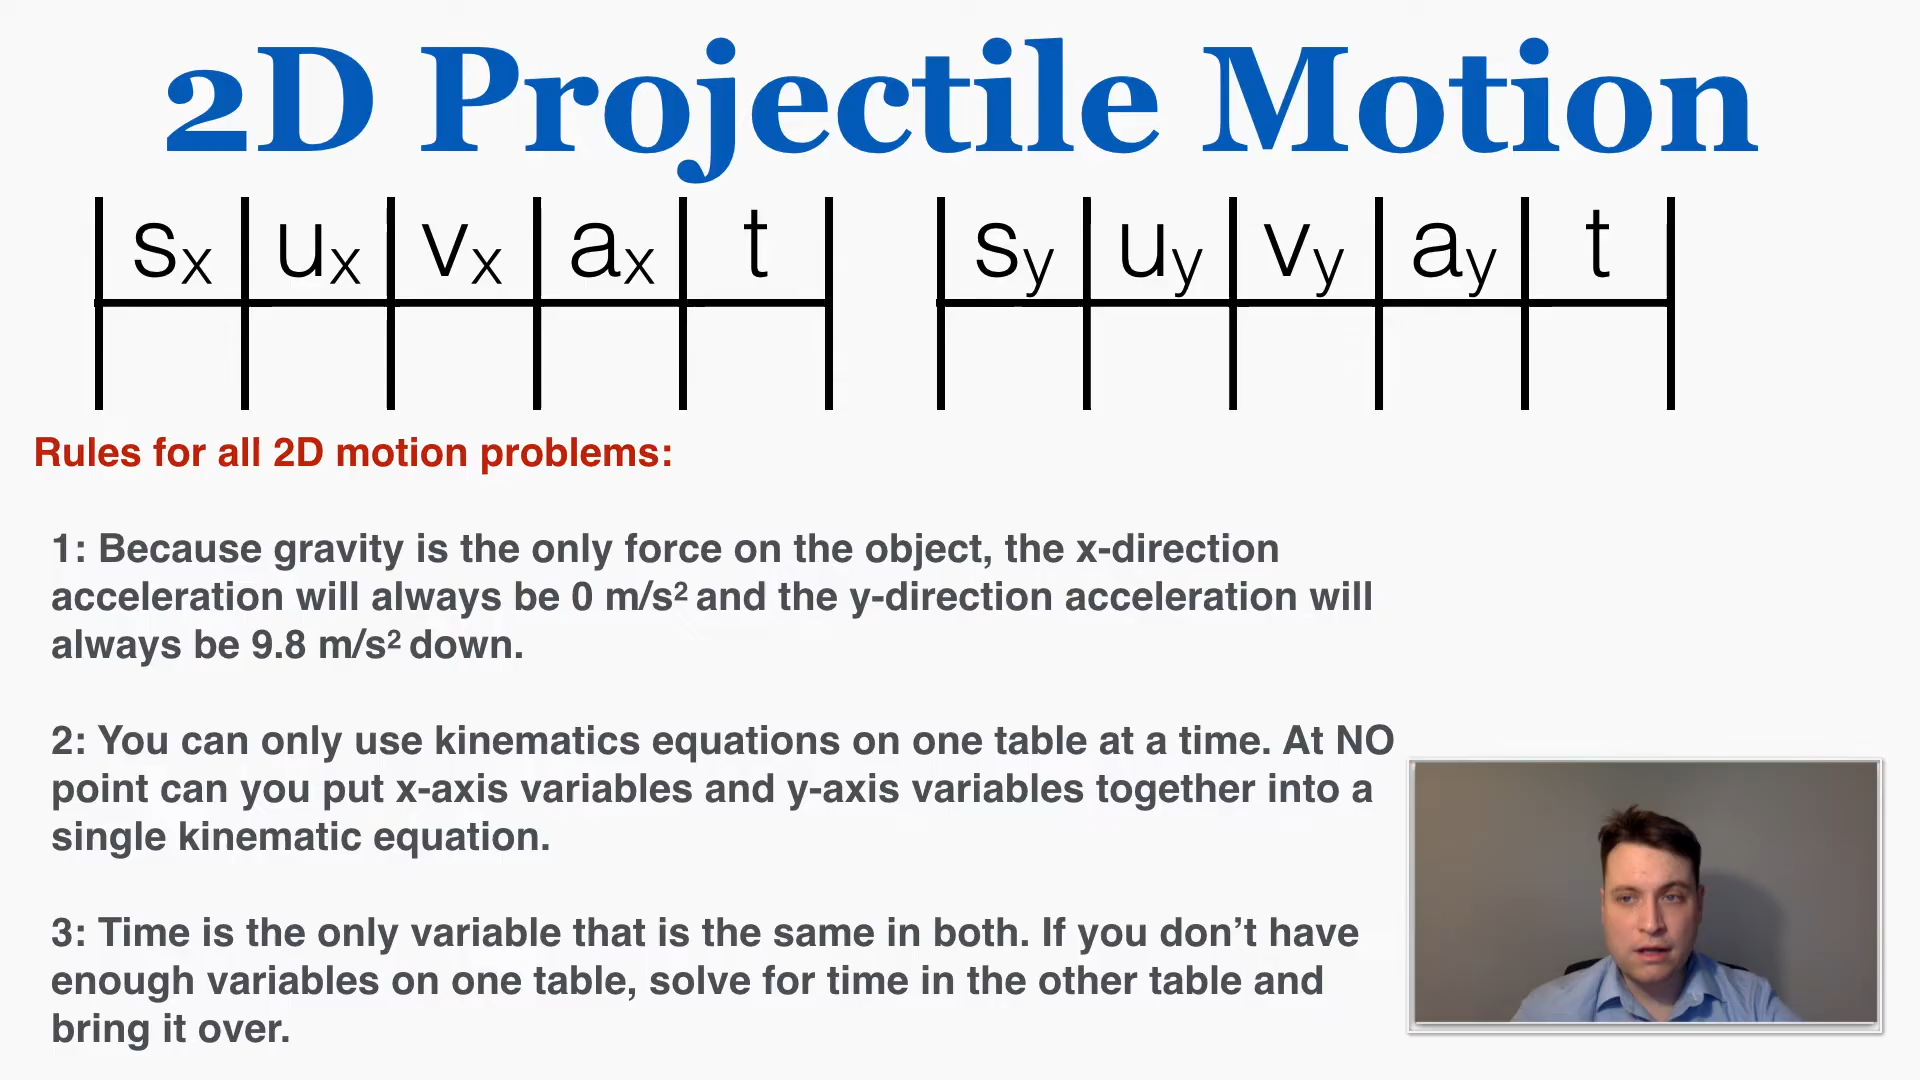 2D Projectile Motion
sx ux vx ax t sy uy vy ay t
Rules for all 2D motion problems:
1: Because gravity is the only force on the object, the x-direction
acceleration will always be 0 m/s² and the y-direction acceleration will
always be 9.8 m/s² down.
2: You can only use kinematics equations on one table at a time. At NO
point can you put x-axis variables and y-axis variables together into a
single kinematic equation.
3: Time is the only variable that is the same in both. If you don’t have
enough variables on one table, solve for time in the other table and
bring it over.